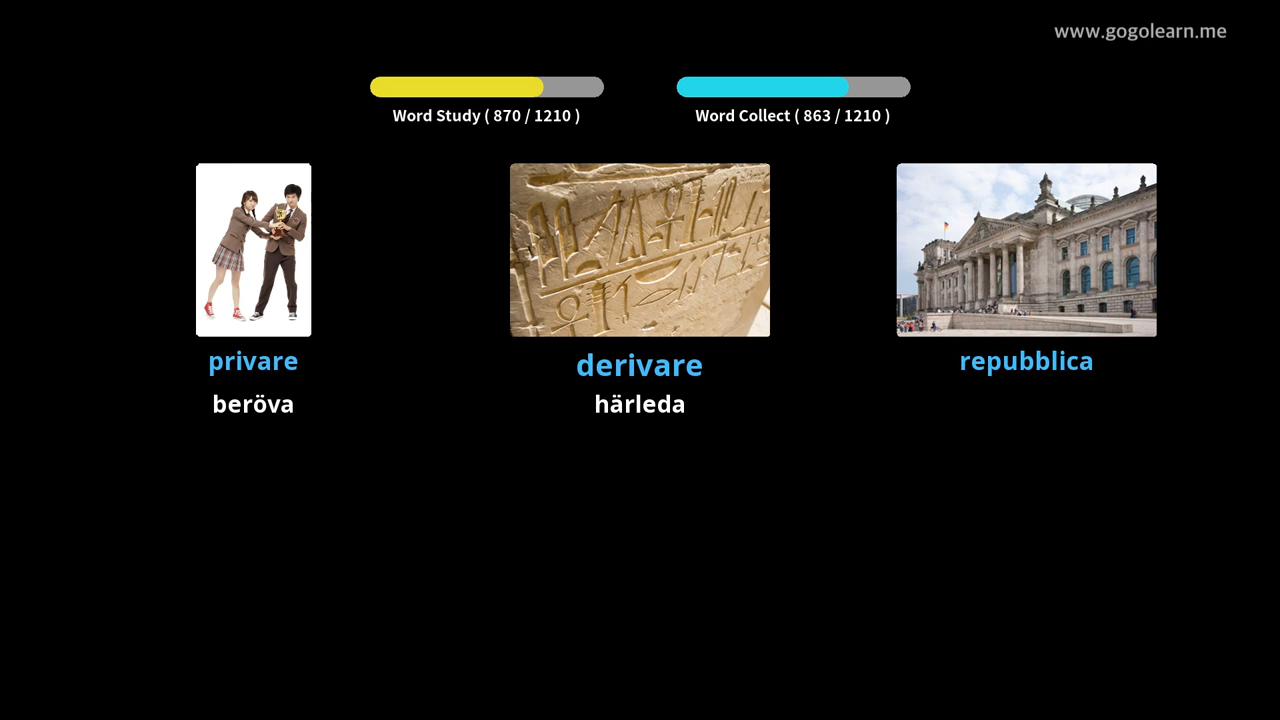 www.gogolearn.me
Word Study ( 870 / 1210 )
Word Collect ( 863 / 1210 )
privare
derivare
repubblica
beröva
härleda